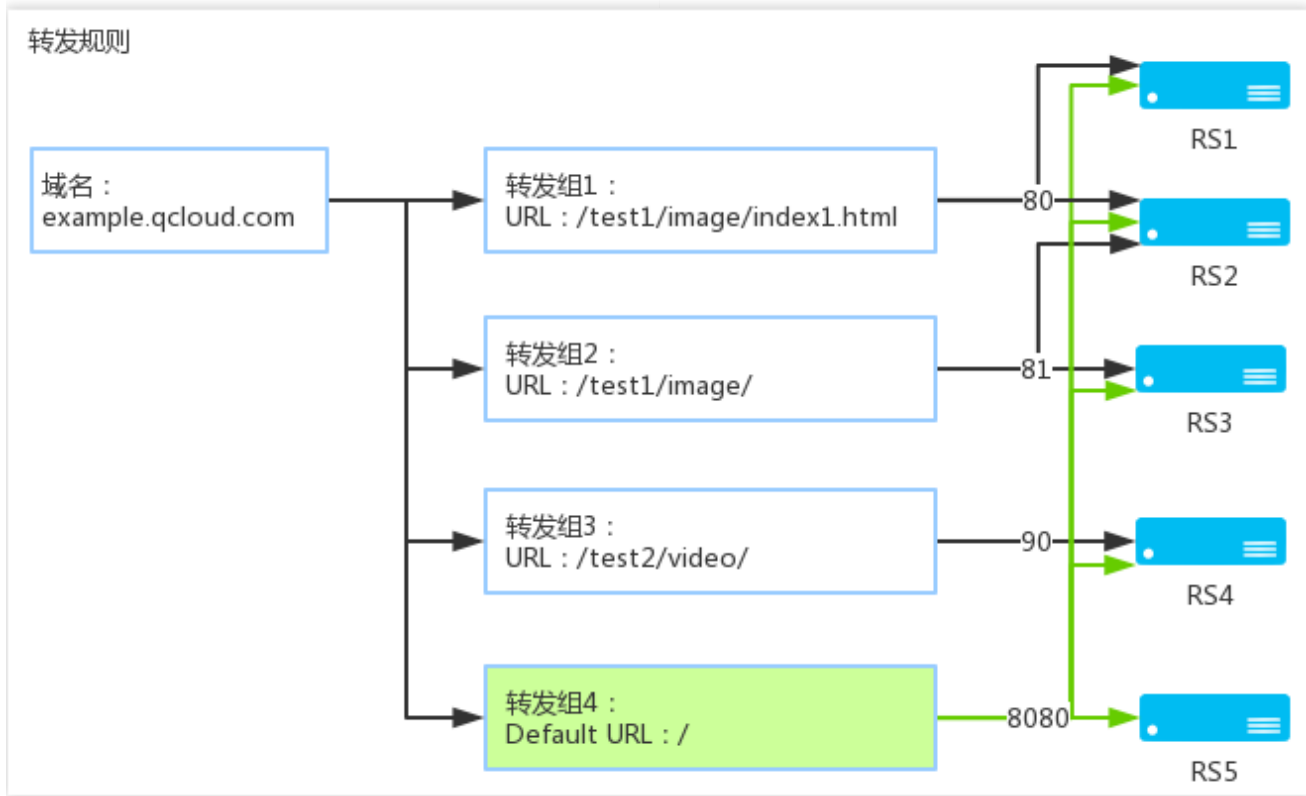 转发规则
域名：
example.qcloud.com
转发组1：
URL：/test1/image/index1.html
80
RS1
RS2
转发组2：
URL：/test1/image/
81
RS3
转发组3：
URL：/test2/video/
90
RS4
转发组4：
Default URL：/
8080
RS5